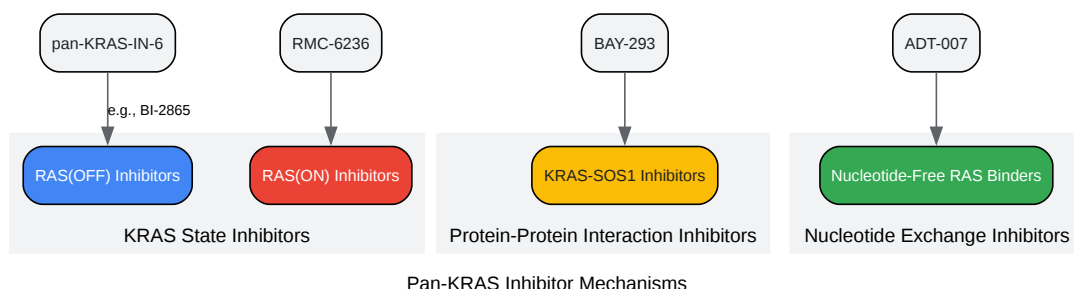 pan-KRAS-IN-6
RMC-6236
BAY-293
ADT-007
e.g., BI-2865
RAS(OFF) Inhibitors
RAS(ON) Inhibitors
KRAS-SOS1 Inhibitors
Nucleotide-Free RAS Binders
KRAS State Inhibitors
Protein-Protein Interaction Inhibitors
Nucleotide Exchange Inhibitors
Pan-KRAS Inhibitor Mechanisms